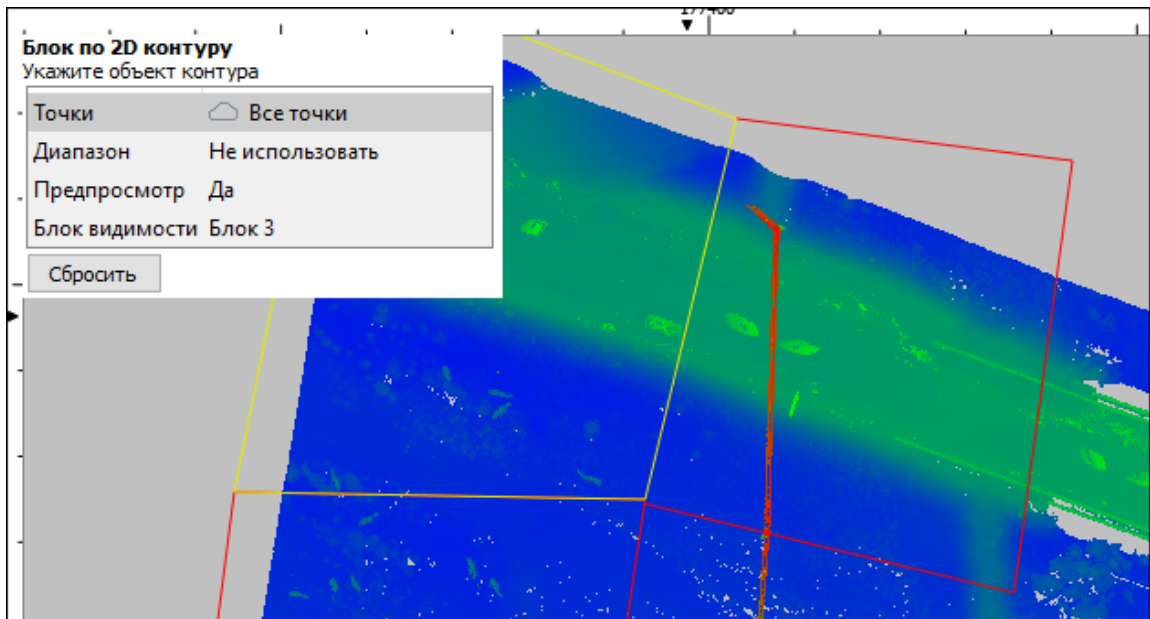 177400
Блок по 2D контуру
Укажите объект контура
Точки Все точки
Диапазон Не использовать
Предпросмотр Да
Блок видимости Блок 3
Сбросить